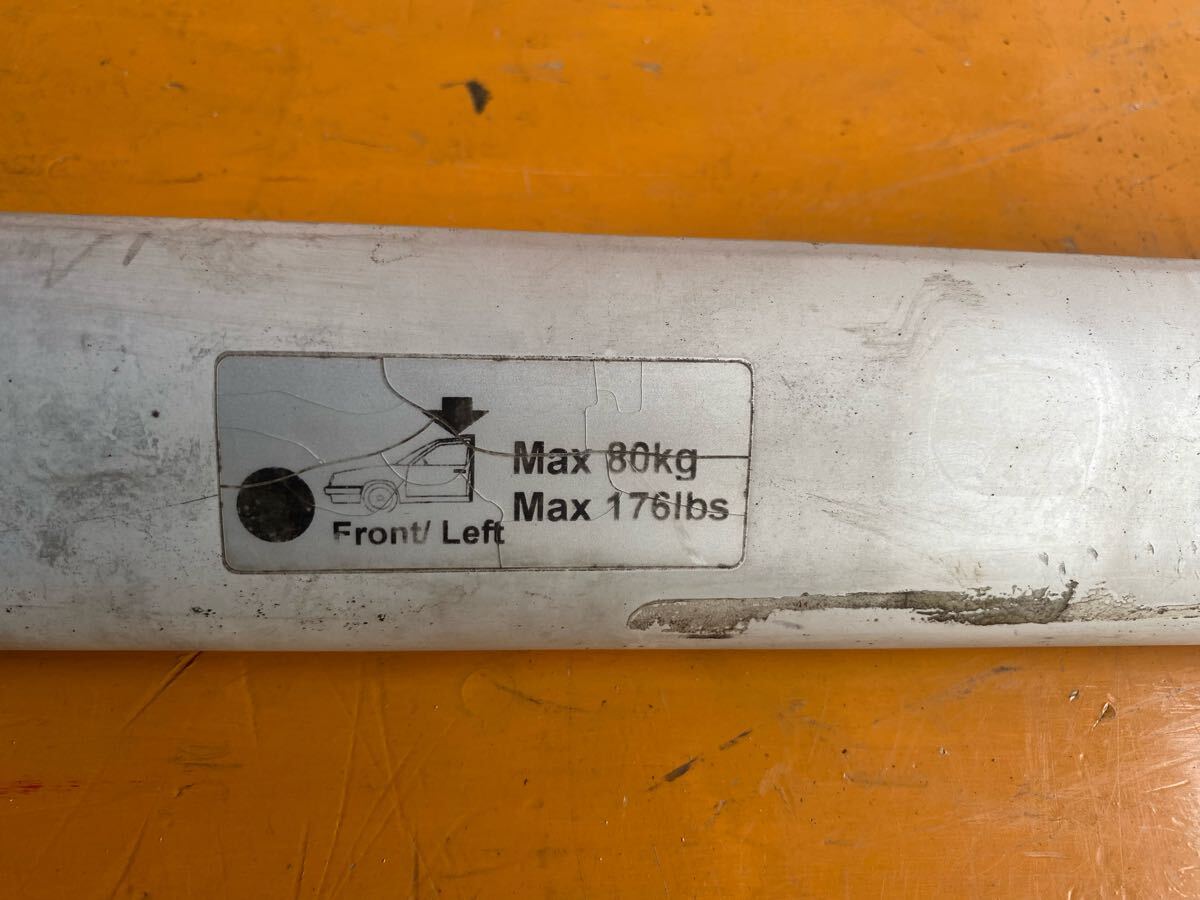 Max 80kg
Max 176lbs
Front/ Left